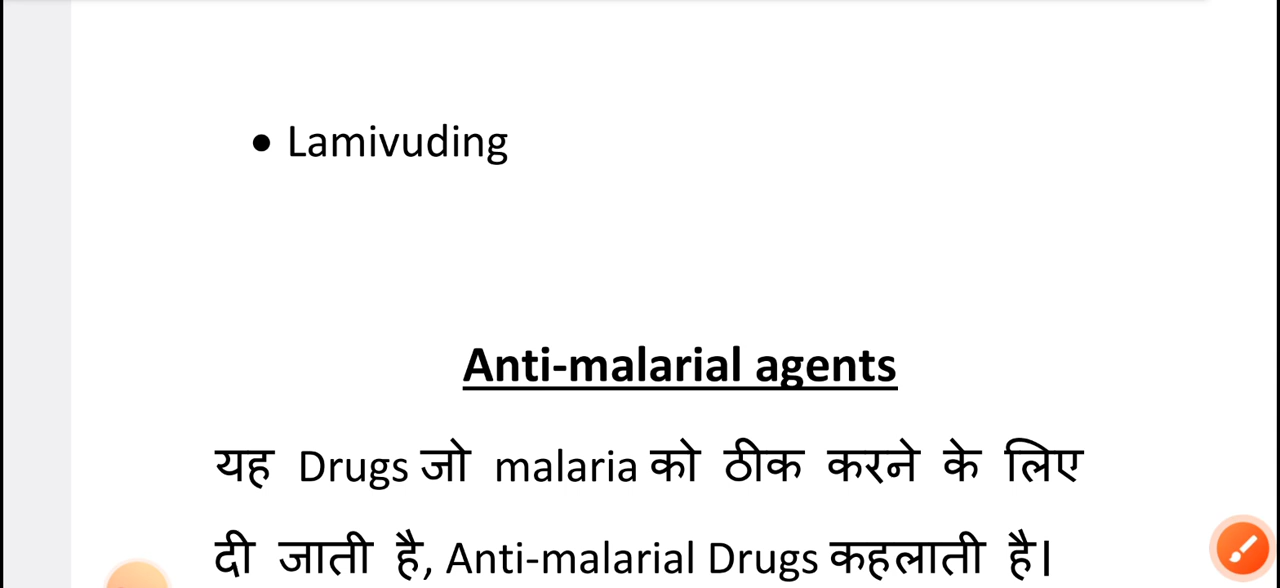 • Lamivuding
Anti-malarial agents
यह Drugs जो malaria को ठीक करने के लिए
दी जाती है, Anti-malarial Drugs कहलाती है।